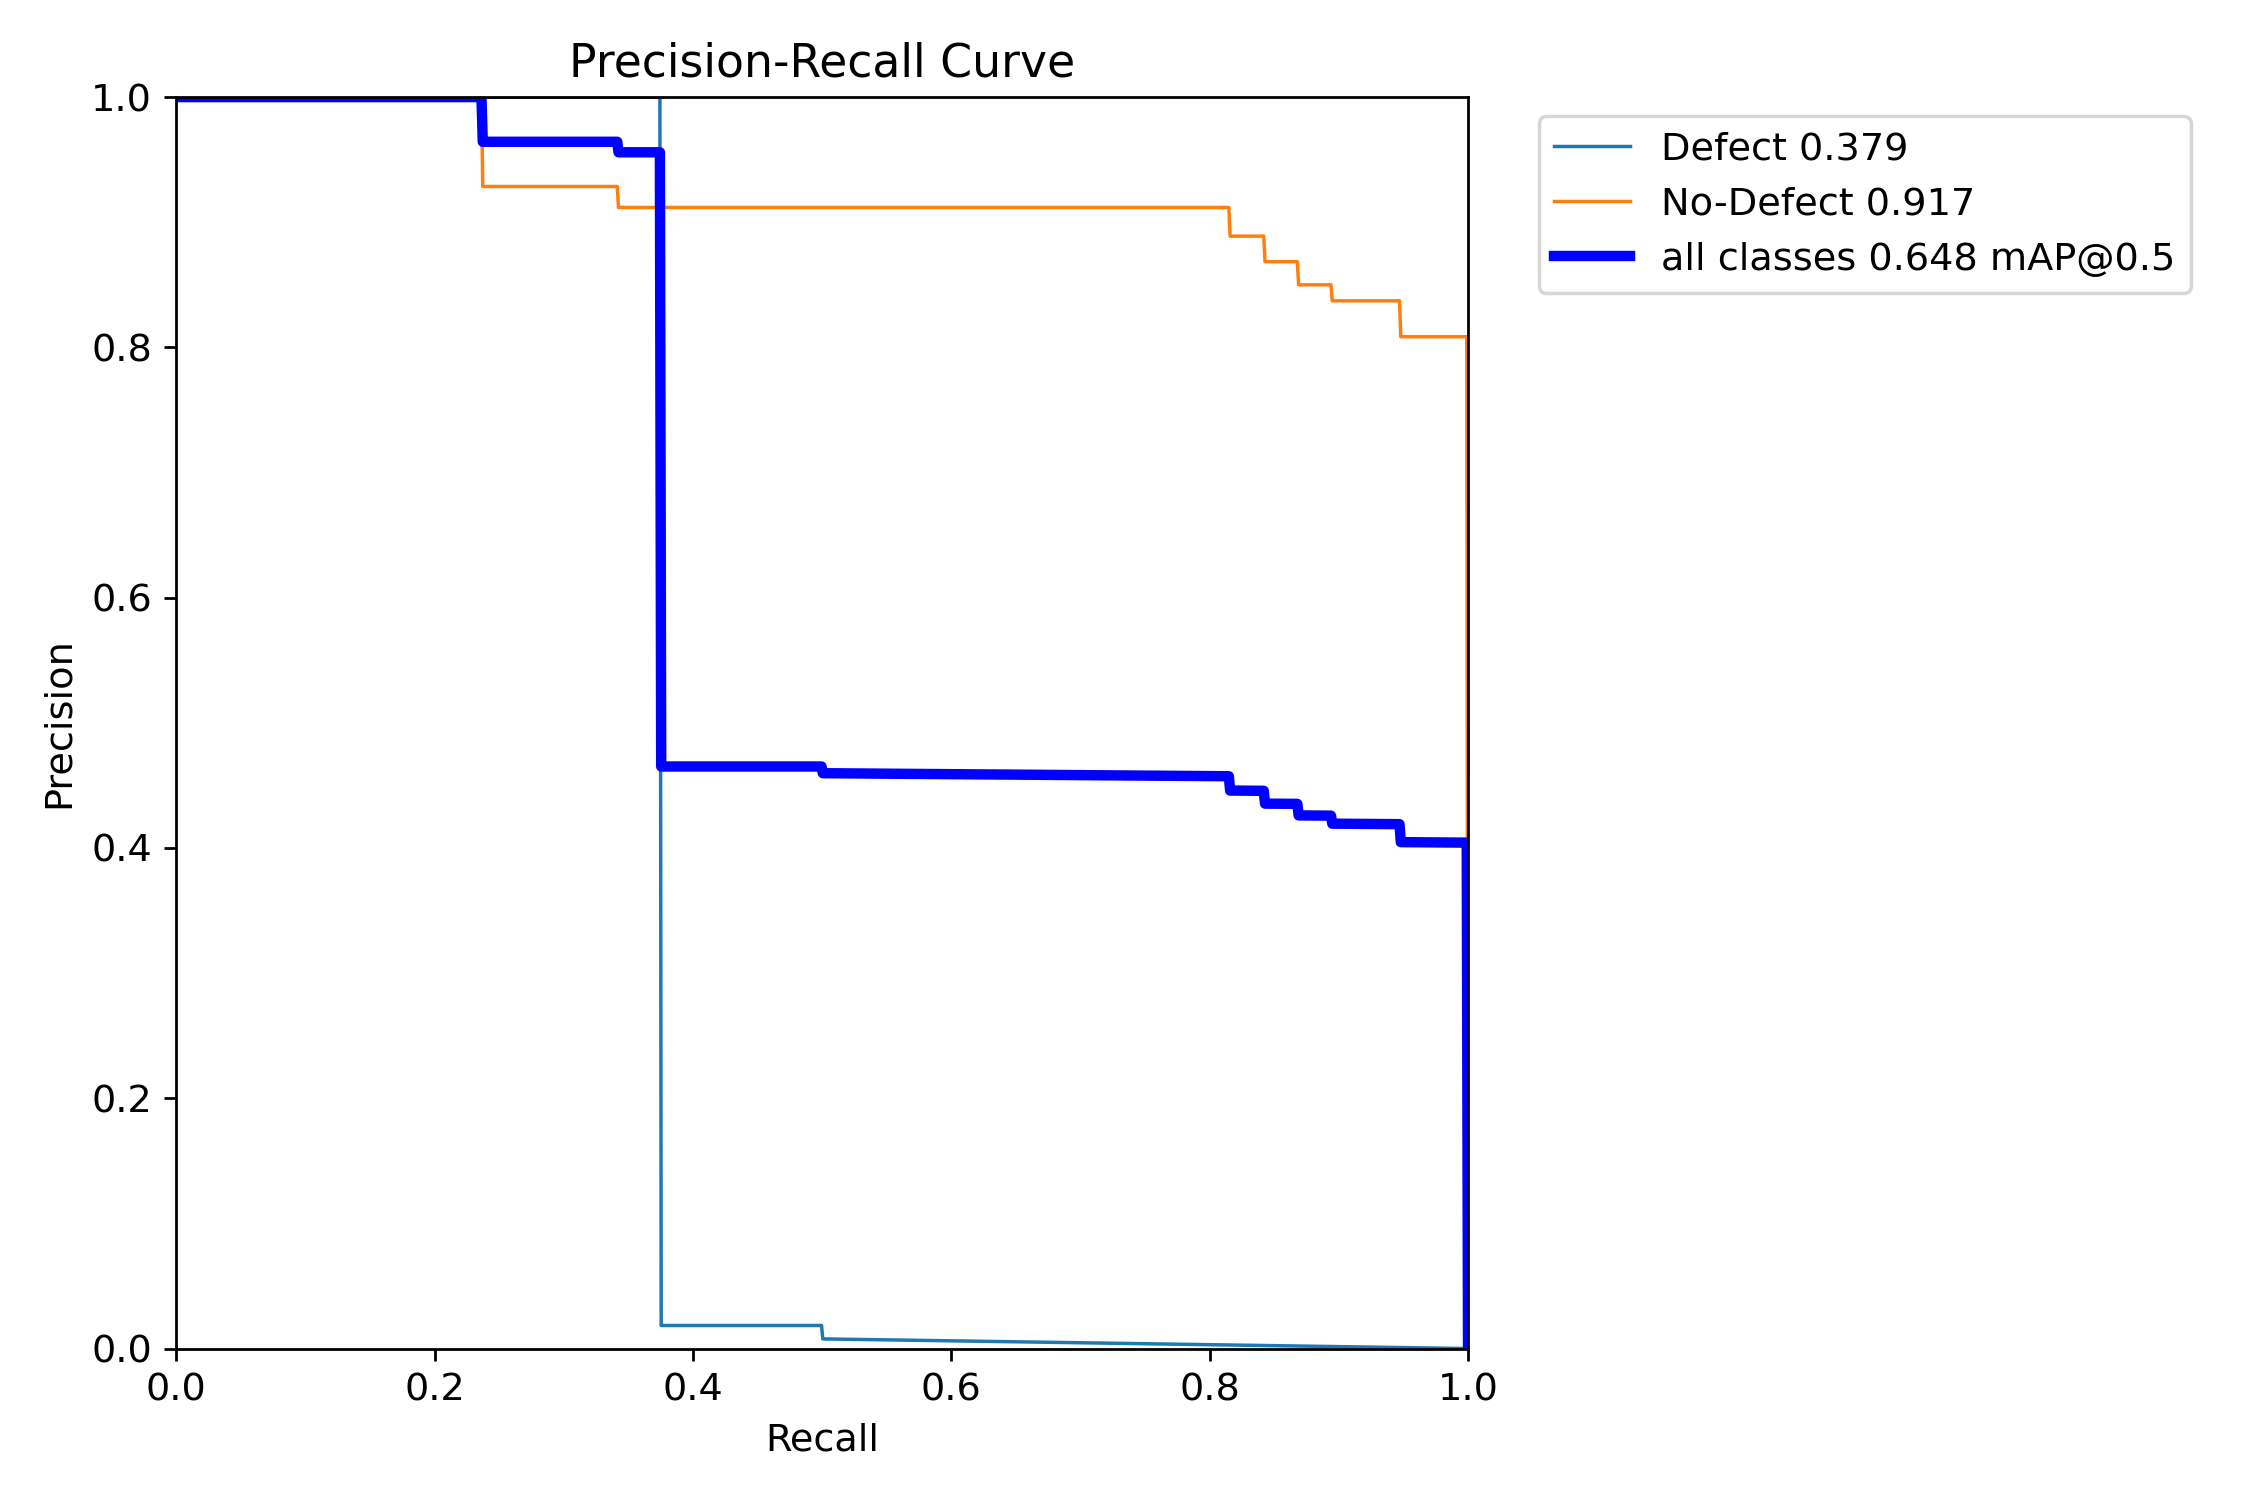 Precision-Recall Curve
1.0
0.8
0.6
0.4
0.2
0.0
Precision
0.0 0.2 0.4 0.6 0.8 1.0
Recall
Defect 0.379
No-Defect 0.917
all classes 0.648 mAP@0.5